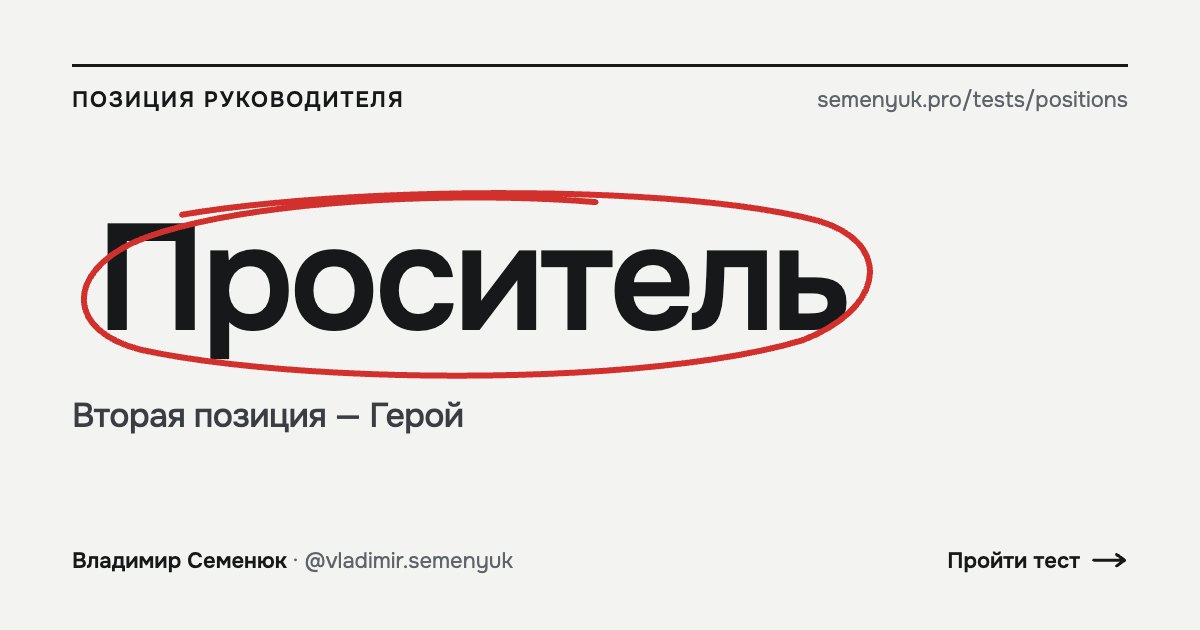 ПОЗИЦИЯ РУКОВОДИТЕЛЯ
semenyuk.pro/tests/positions
Проситель
Вторая позиция — Герой
Владимир Семенюк · @vladimir.semenyuk
Пройти тест →